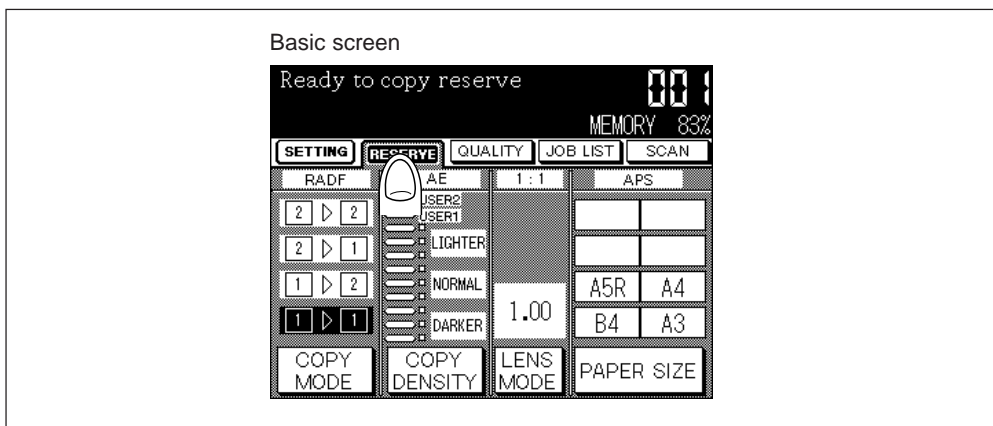 Basic screen
Ready to copy reserve 001
MEMORY 83%
SETTING RESERVE QUALITY JOB LIST SCAN
RADF AE 1:1 APS
2 ▷ 2 USER2
USER1
2 ▷ 1 LIGHTER
1 ▷ 2 NORMAL A5R A4
1 ▷ 1 DARKER 1.00 B4 A3
COPY MODE COPY DENSITY LENS MODE PAPER SIZE